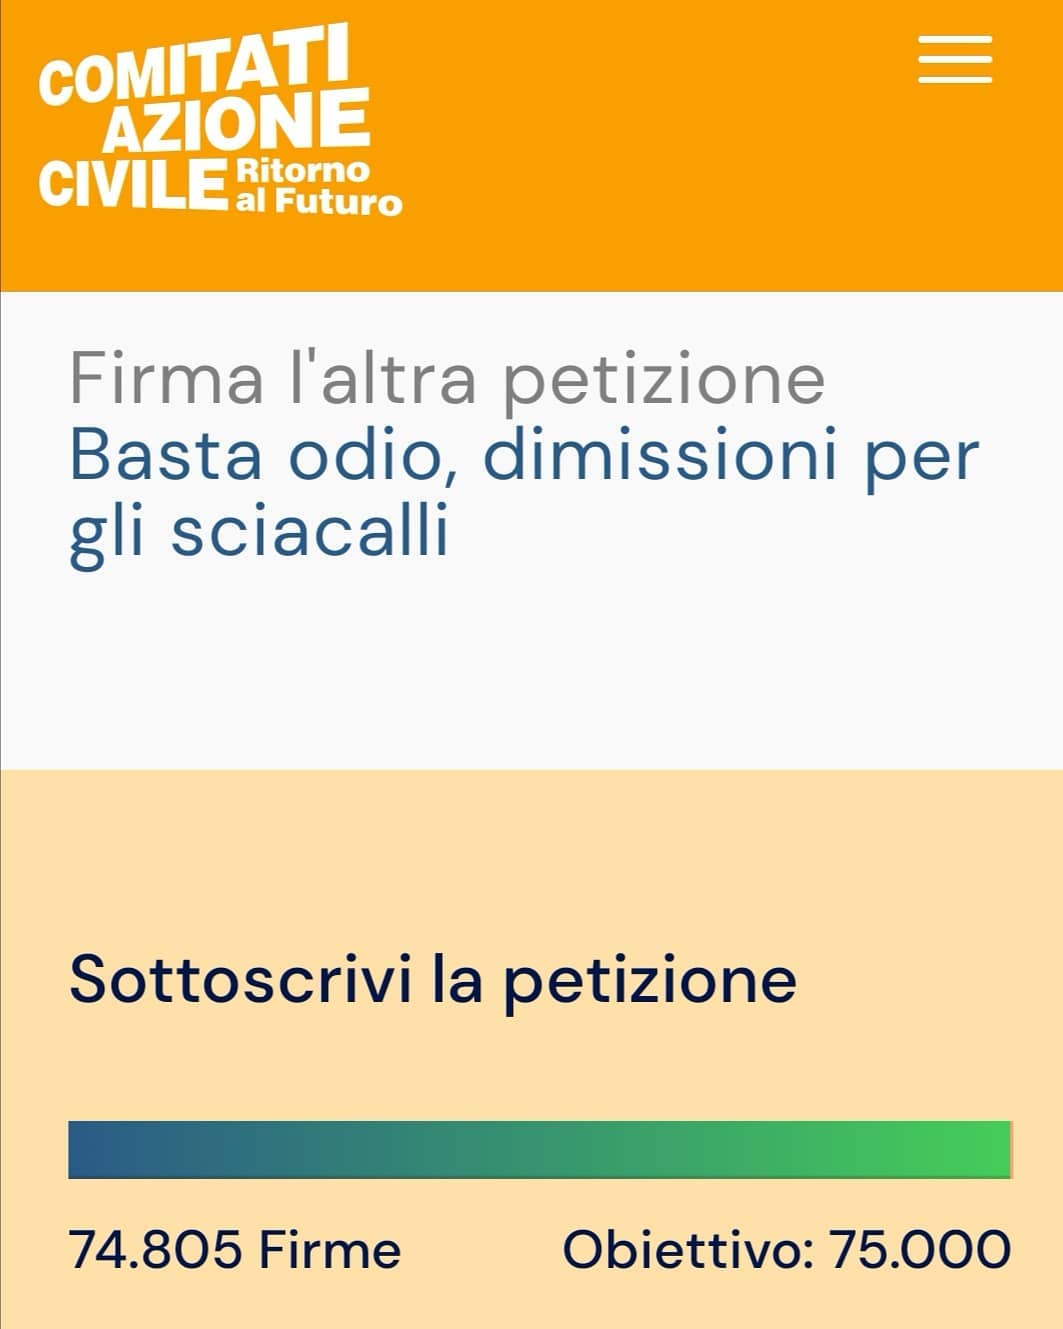 COMITATI
AZIONE
CIVILE Ritorno
al Futuro
Firma l'altra petizione
Basta odio, dimissioni per
gli sciacalli
Sottoscrivi la petizione
74.805 Firme Obiettivo: 75.000